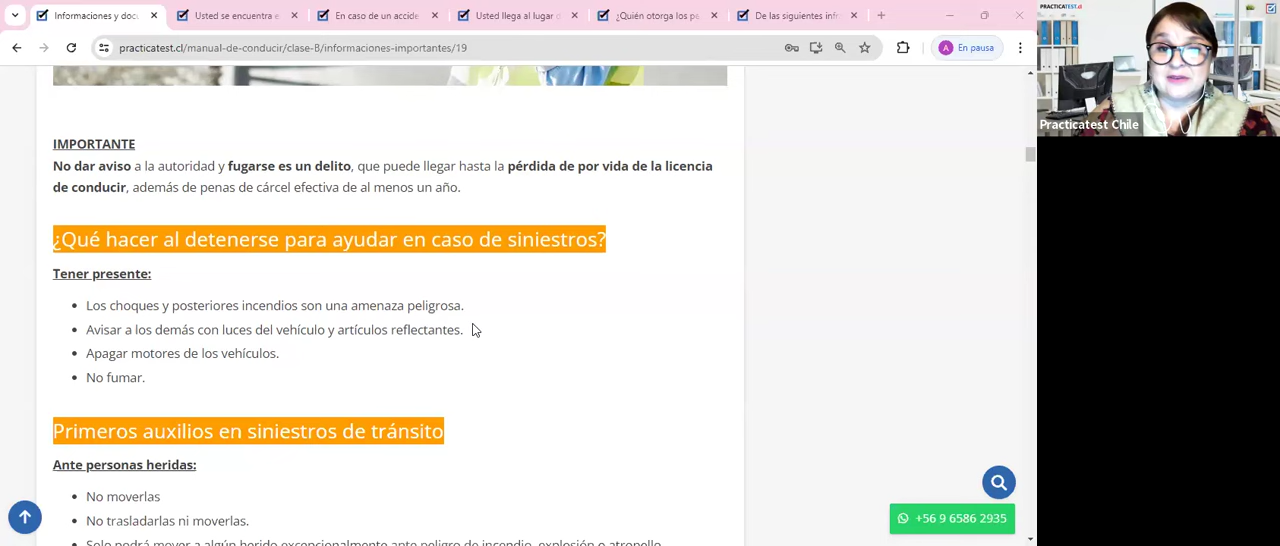 Informaciones y docu
Usted se encuentra e
En caso de un accide
Usted llega al lugar d
¿Quién otorga los pe
De las siguientes infr
practicatest.cl/manual-de-conducir/clase-B/informaciones-importantes/19
A
En pausa
PRACTICATEST.cl
Practicatest Chile
IMPORTANTE
No dar aviso a la autoridad y fugarse es un delito, que puede llegar hasta la pérdida de por vida de la licencia
de conducir, además de penas de cárcel efectiva de al menos un año.
¿Qué hacer al detenerse para ayudar en caso de siniestros?
Tener presente:
Los choques y posteriores incendios son una amenaza peligrosa.
Avisar a los demás con luces del vehículo y artículos reflectantes.
Apagar motores de los vehículos.
No fumar.
Primeros auxilios en siniestros de tránsito
Ante personas heridas:
No moverlas
No trasladarlas ni moverlas.
Solo podrá mover a algún herido excepcionalmente ante peligro de incendio, explosión o atropello
+56 9 6586 2935